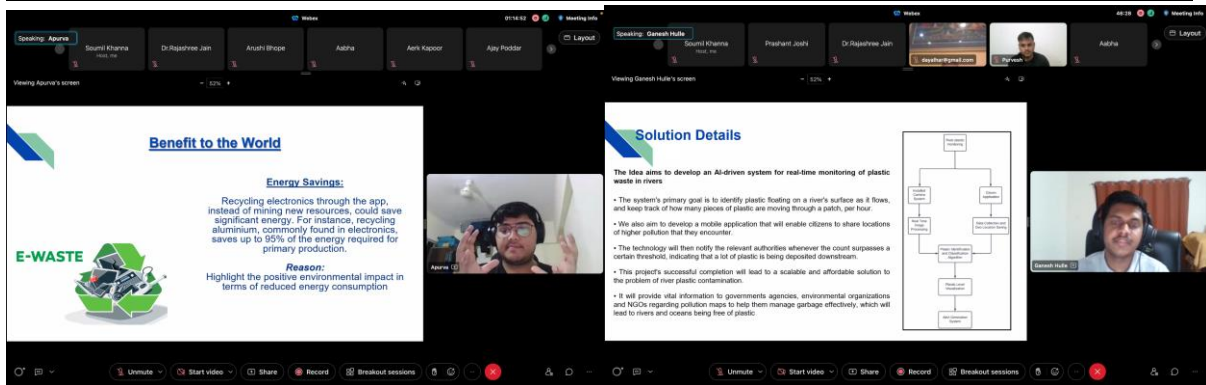 Webex
01:14:52
Meeting Info
Speaking: Apurva
Soumil Khanna
Host, me
Dr.Rajashree Jain
Arushi Bhope
Aabha
Aerk Kapoor
Ajay Poddar
Layout
Viewing Apurva's screen
52%
Benefit to the World
Energy Savings:
Recycling electronics through the app,
instead of mining new resources, could save
significant energy. For instance, recycling
aluminium, commonly found in electronics,
saves up to 95% of the energy required for
primary production.
Reason:
Highlight the positive environmental impact in
terms of reduced energy consumption
E-WASTE
Apurva
Unmute
Start video
Share
Record
Breakout sessions
Webex
48:28
Meeting Info
Speaking: Ganesh Hulle
Soumil Khanna
Host, me
Prashant Joshi
Dr.Rajashree Jain
dayalhar@gmail.com
Purvesh
Aabha
Layout
Viewing Ganesh Hulle's screen
52%
Solution Details
The Idea aims to develop an AI-driven system for real-time monitoring of plastic
waste in rivers
• The system's primary goal is to identify plastic floating on a river's surface as it flows,
and keep track of how many pieces of plastic are moving through a patch, per hour.
• We also aim to develop a mobile application that will enable citizens to share locations
of higher pollution that they encounter.
• The technology will then notify the relevant authorities whenever the count surpasses a
certain threshold, indicating that a lot of plastic is being deposited downstream.
• This project's successful completion will lead to a scalable and affordable solution to
the problem of river plastic contamination.
• It will provide vital information to governments agencies, environmental organizations
and NGOs regarding pollution maps to help them manage garbage effectively, which will
lead to rivers and oceans being free of plastic
Ganesh Hulle
Unmute
Start video
Share
Record
Breakout sessions